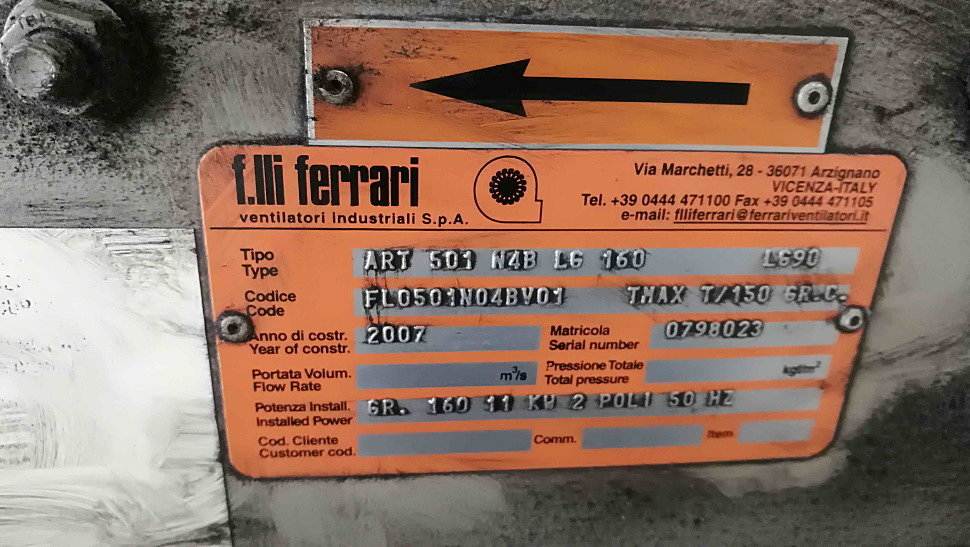 f.lli ferrari
ventilatori industriali S.p.A.
Via Marchetti, 28 - 36071 Arzignano
VICENZA-ITALY
Tel. +39 0444 471100 Fax +39 0444 471105
e-mail: flliferrari@ferrariventilatori.it
Tipo
Type
ART 501 N4B LG 160 LG90
Codice
Code
FL0501N04BV01 TMAX T/150 GR.C.
Anno di costr.
Year of constr.
2007
Matricola
Serial number
0798023
Portata Volum.
Flow Rate
m³/s
Pressione Totale
Total pressure
kgf/m²
Potenza Install.
Installed Power
GR. 160 11 KW 2 POLI 50 HZ
Cod. Cliente
Customer cod.
Comm.
Item